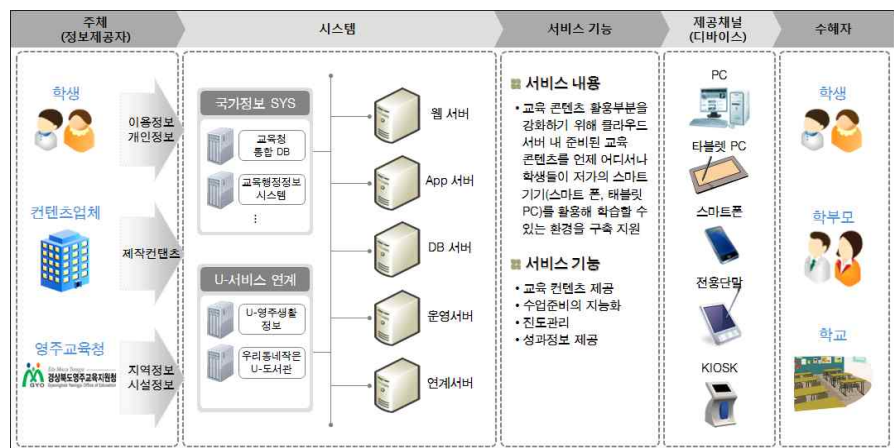 주체
(정보제공자)
시스템
서비스 기능
제공채널
(디바이스)
수혜자
학생
이용정보
개인정보
컨텐츠업체
제작컨탠츠
영주교육청
경상북도영주교육지원청
지역정보
시설정보
국가정보 SYS
교육청
통합 DB
교육행정정보
시스템
⋮
U-서비스 연계
U-영주생활
정보
우리동네작은
U-도서관
웹 서버
App 서버
DB 서버
운영서버
연계서버
서비스 내용
• 교육 콘텐츠 활용부분을
강화하기 위해 클라우드
서버 내 준비된 교육
콘텐츠를 언제 어디서나
학생들이 저가의 스마트
기기(스마트 폰, 태블릿
PC)를 활용해 학습할 수
있는 환경을 구축 지원
서비스 기능
• 교육 컨텐츠 제공
• 수업준비의 지능화
• 진도관리
• 성과정보 제공
PC
타블렛 PC
스마트폰
전용단말
KIOSK
학생
학부모
학교